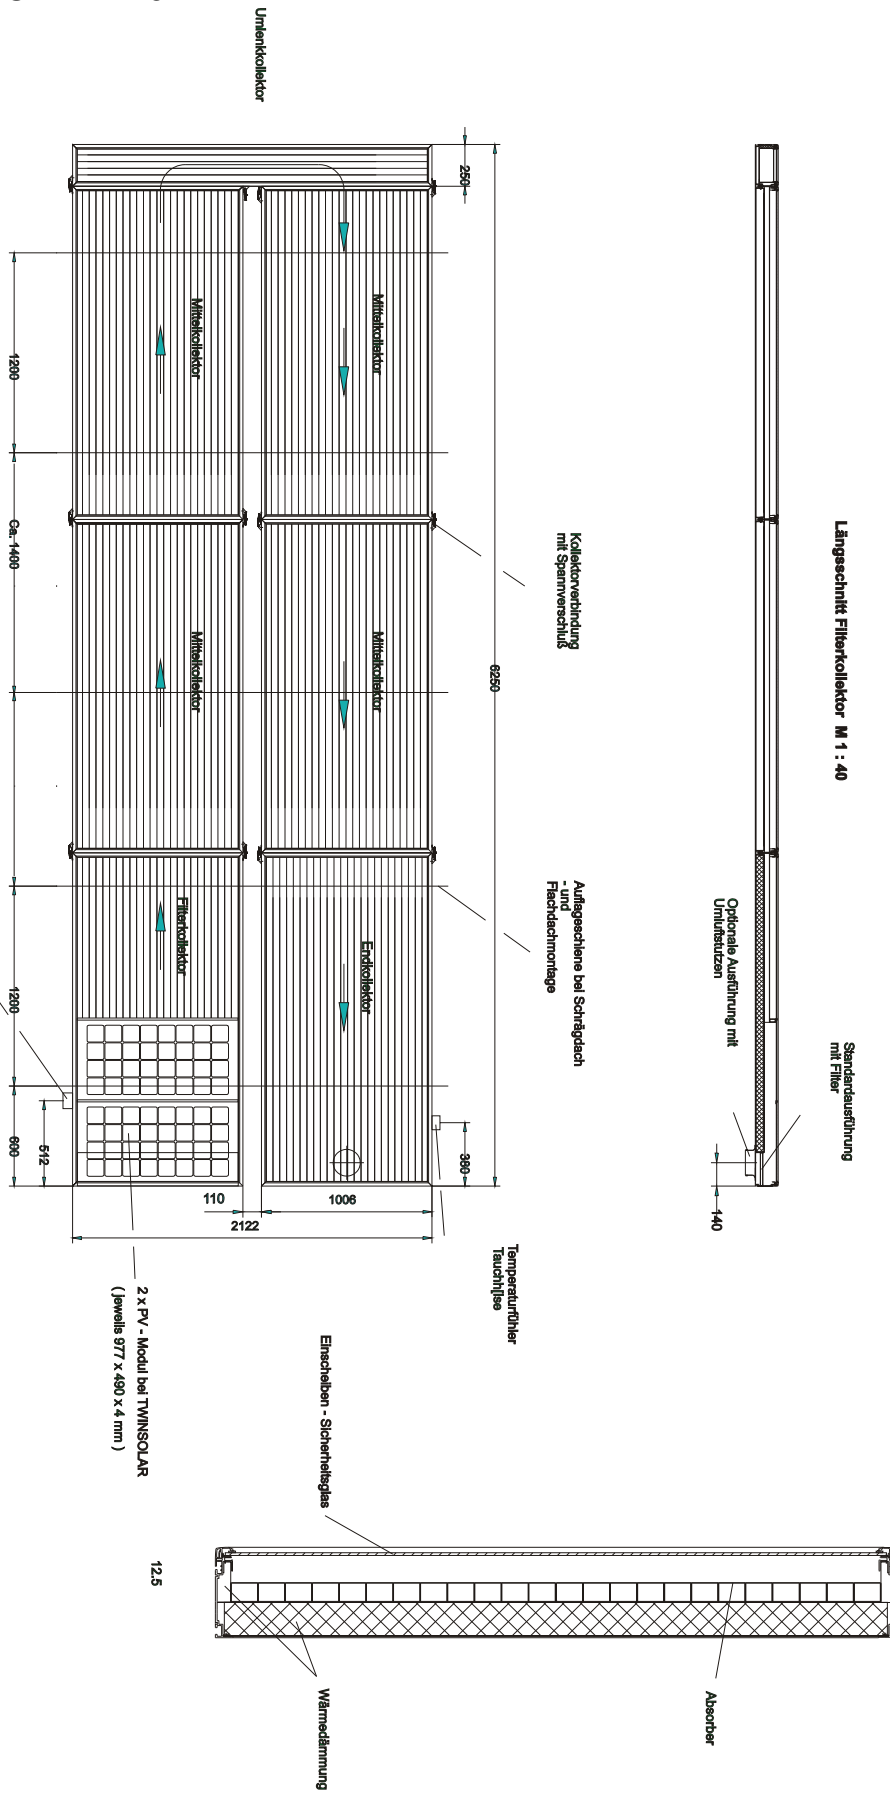 Längsschnitt Filterkollektor M 1 : 40
Standardausführung
mit Filter
Optionale Ausführung mit
Umluftstutzen
140
Kollektorverbindung
mit Spannverschluß
Auflageschiene bei Schrägdach
- und
Flachdachmontage
6250
250
Umlenkkollektor
Mittelkollektor
Mittelkollektor
Endkollektor
Mittelkollektor
Mittelkollektor
Filterkollektor
380
Temperaturfühler
1006
110
2122
512
1200
Ca. 1400
1200
600
2 x PV - Modul bei TWINSOLAR
( jeweils 977 x 490 x 4 mm )
Einscheiben - Sicherheitsglas
12.5
Absorber
Wärmedämmung